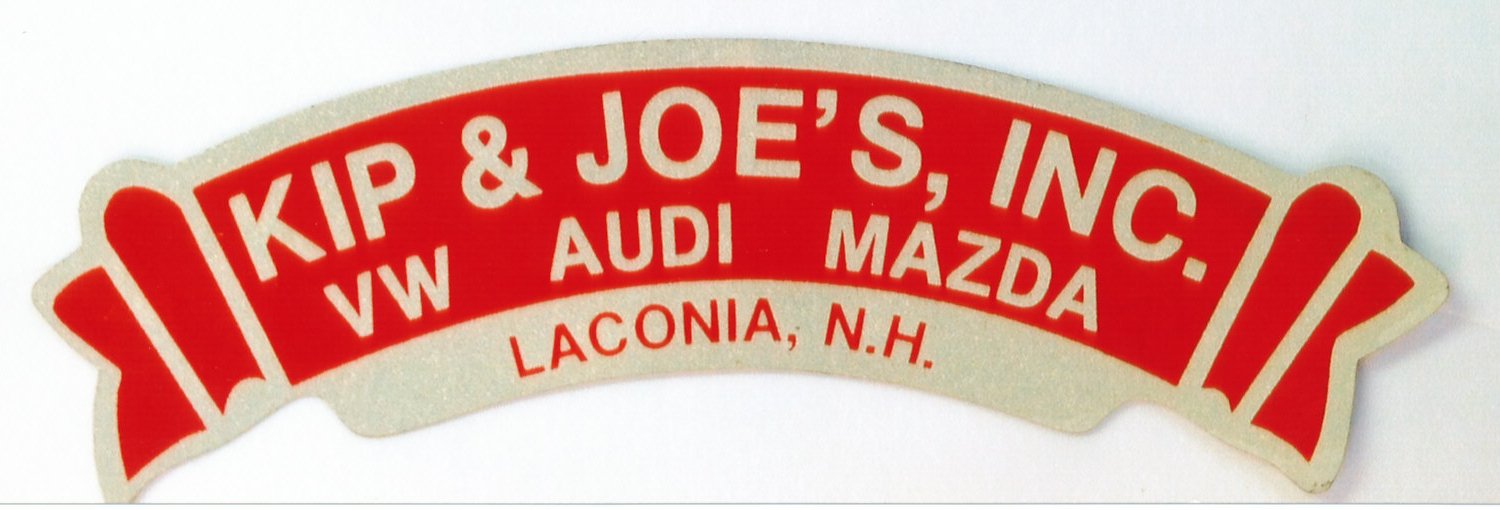 KIP & JOE'S, INC.
VW AUDI MAZDA
LACONIA, N.H.